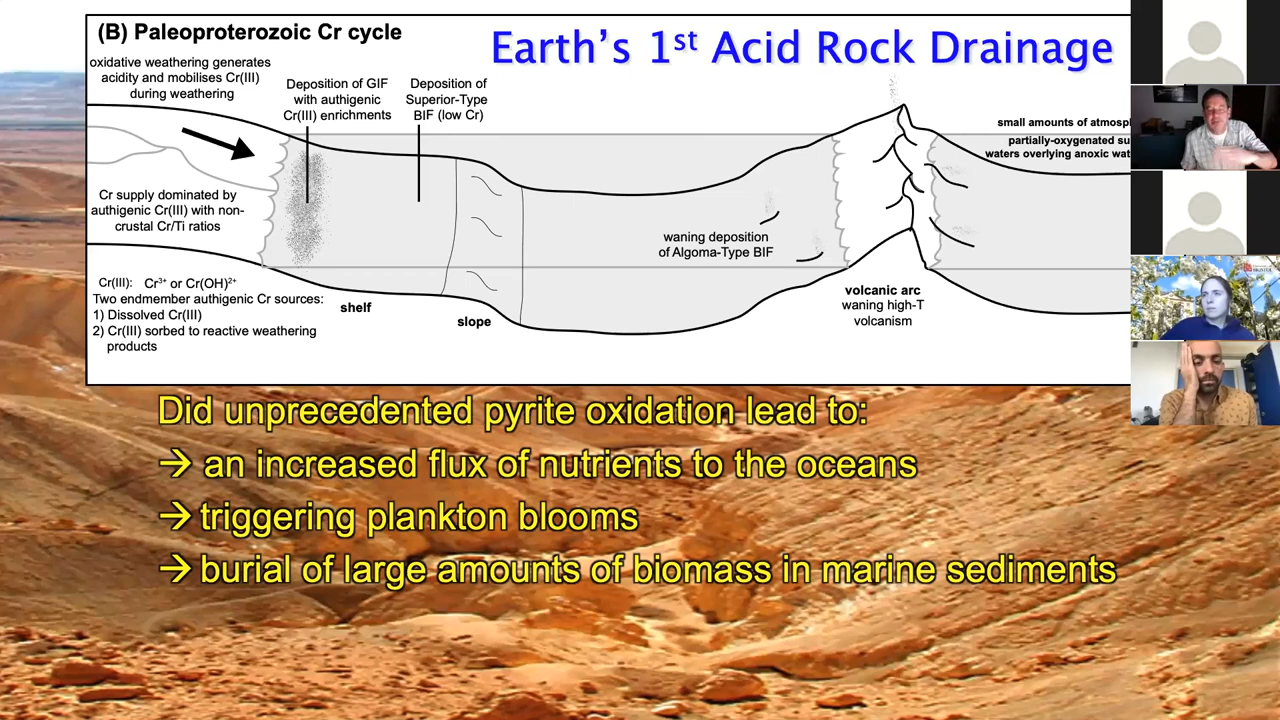 (B) Paleoproterozoic Cr cycle
Earth's 1st Acid Rock Drainage
oxidative weathering generates
acidity and mobilises Cr(III)
during weathering
Deposition of GIF
with authigenic
Cr(III) enrichments
Deposition of
Superior-Type
BIF (low Cr)
small amounts of
partially-oxygenated
waters overlying anoxic
Cr supply dominated by
authigenic Cr(III) with non-
crustal Cr/Ti ratios
waning deposition
of Algoma-Type BIF
Cr(III): Cr3+ or Cr(OH)2+
Two endmember authigenic Cr sources:
1) Dissolved Cr(III)
2) Cr(III) sorbed to reactive weathering
products
shelf
slope
volcanic arc
waning high-T
volcanism
Did unprecedented pyrite oxidation lead to:
→ an increased flux of nutrients to the oceans
→ triggering plankton blooms
→ burial of large amounts of biomass in marine sediments